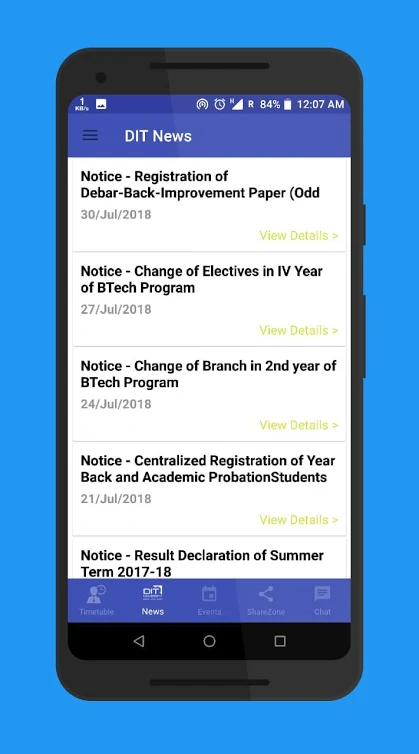 1
KB/s
H
R
84%
12:07 AM
DIT News
Notice - Registration of
Debar-Back-Improvement Paper (Odd
30/Jul/2018
View Details >
Notice - Change of Electives in IV Year
of BTech Program
27/Jul/2018
View Details >
Notice - Change of Branch in 2nd year of
BTech Program
24/Jul/2018
View Details >
Notice - Centralized Registration of Year
Back and Academic ProbationStudents
21/Jul/2018
View Details >
Notice - Result Declaration of Summer
Term 2017-18
DIT
Timetable
News
Events
ShareZone
Chat